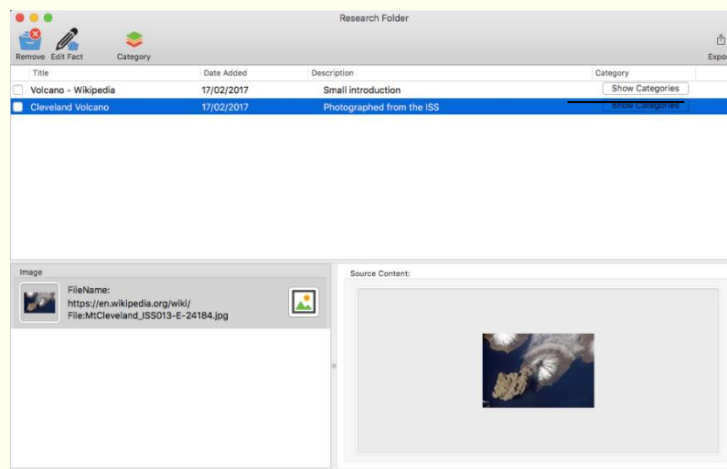 Research Folder
Remove Edit Fact Category Expo
Title Date Added Description Category
Volcano - Wikipedia 17/02/2017 Small introduction Show Categories
Cleveland Volcano 17/02/2017 Photographed from the ISS Show Categories
Image
FileName:
https://en.wikipedia.org/wiki/
File:MtCleveland_ISS013-E-24184.jpg
Source Content: